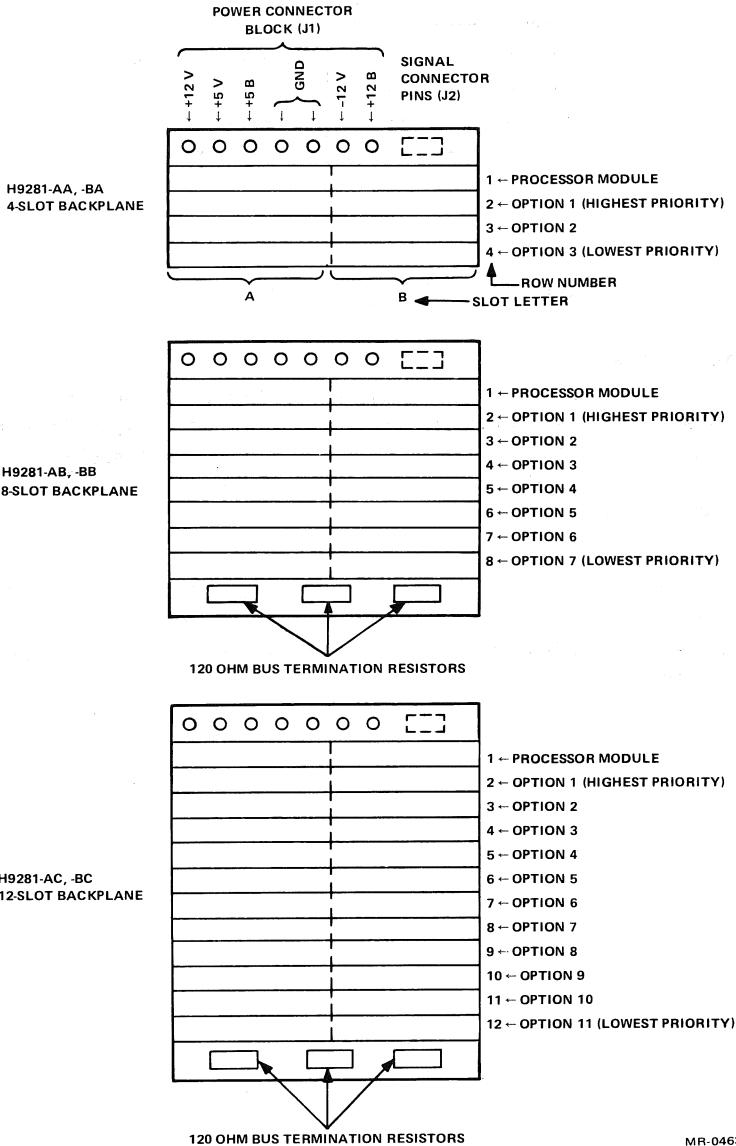 POWER CONNECTOR
BLOCK (J1)
←+12 V
←+5 V
←+5 B
GND
←−12 V
←+12 B
SIGNAL
CONNECTOR
PINS (J2)
H9281-AA, -BA
4-SLOT BACKPLANE
1 ← PROCESSOR MODULE
2 ← OPTION 1 (HIGHEST PRIORITY)
3 ← OPTION 2
4 ← OPTION 3 (LOWEST PRIORITY)
ROW NUMBER
A
B
SLOT LETTER
H9281-AB, -BB
8-SLOT BACKPLANE
1 ← PROCESSOR MODULE
2 ← OPTION 1 (HIGHEST PRIORITY)
3 ← OPTION 2
4 ← OPTION 3
5 ← OPTION 4
6 ← OPTION 5
7 ← OPTION 6
8 ← OPTION 7 (LOWEST PRIORITY)
120 OHM BUS TERMINATION RESISTORS
H9281-AC, -BC
12-SLOT BACKPLANE
1 ← PROCESSOR MODULE
2 ← OPTION 1 (HIGHEST PRIORITY)
3 ← OPTION 2
4 ← OPTION 3
5 ← OPTION 4
6 ← OPTION 5
7 ← OPTION 6
8 ← OPTION 7
9 ← OPTION 8
10 ← OPTION 9
11 ← OPTION 10
12 ← OPTION 11 (LOWEST PRIORITY)
120 OHM BUS TERMINATION RESISTORS